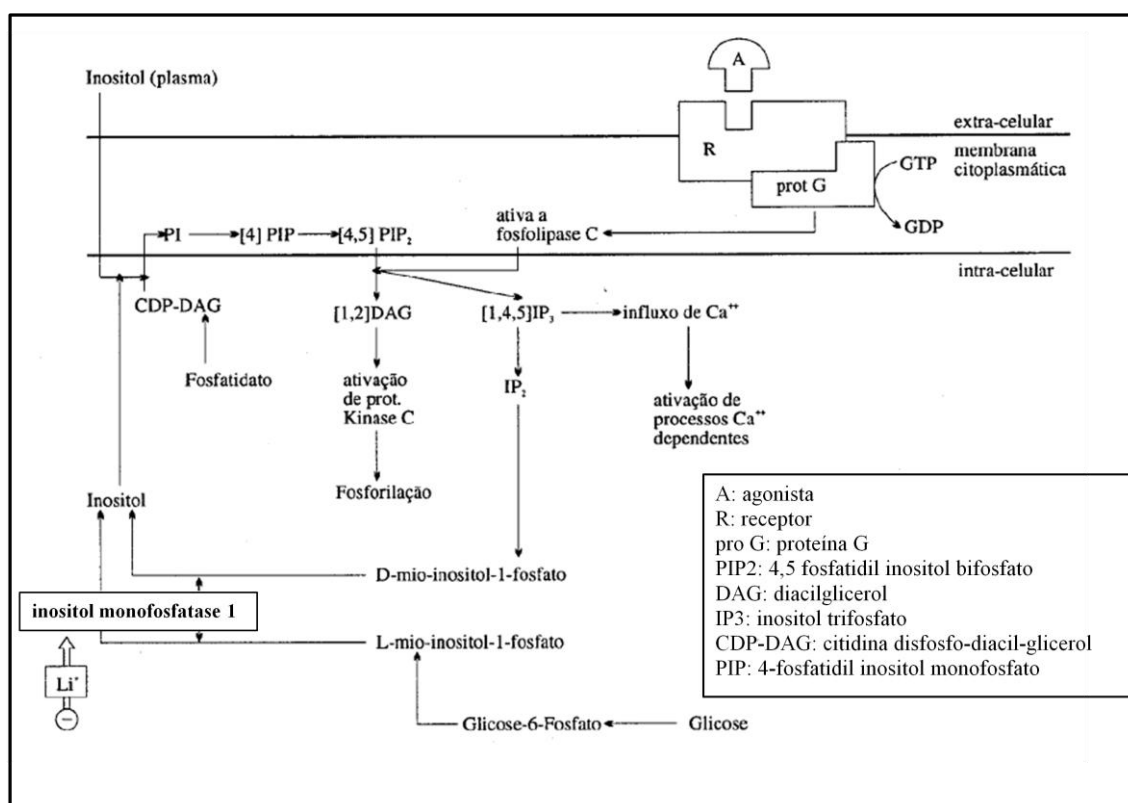 A
Inositol (plasma)
extra-celular
R
membrana
citoplasmática
GTP
prot G
ativa a
fosfolipase C
GDP
PI
[4] PIP
[4,5] PIP₂
intra-celular
CDP-DAG
[1,2]DAG
[1,4,5]IP₃
influxo de Ca⁺⁺
Fosfatidato
ativação
de prot.
Kinase C
IP₂
ativação de
processos Ca⁺⁺
dependentes
Inositol
Fosforilação
A: agonista
R: receptor
pro G: proteína G
PIP2: 4,5 fosfatidil inositol bifosfato
DAG: diacilglicerol
IP3: inositol trifosfato
CDP-DAG: citidina disfosfo-diacil-glicerol
PIP: 4-fosfatidil inositol monofosfato
D-mio-inositol-1-fosfato
inositol monofosfatase 1
L-mio-inositol-1-fosfato
Li⁺
−
Glicose-6-Fosfato
Glicose